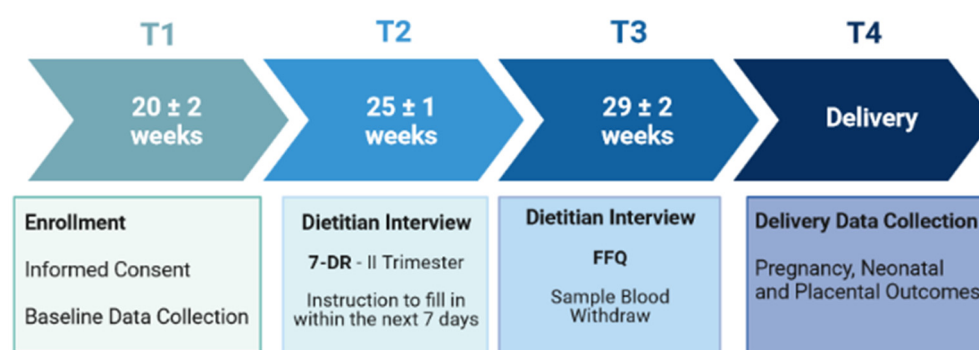 T1
T2
T3
T4
20 ± 2
weeks
25 ± 1
weeks
29 ± 2
weeks
Delivery
Enrollment
Informed Consent
Baseline Data Collection
Dietitian Interview
7-DR - II Trimester
Instruction to fill in
within the next 7 days
Dietitian Interview
FFQ
Sample Blood
Withdraw
Delivery Data Collection
Pregnancy, Neonatal
and Placental Outcomes